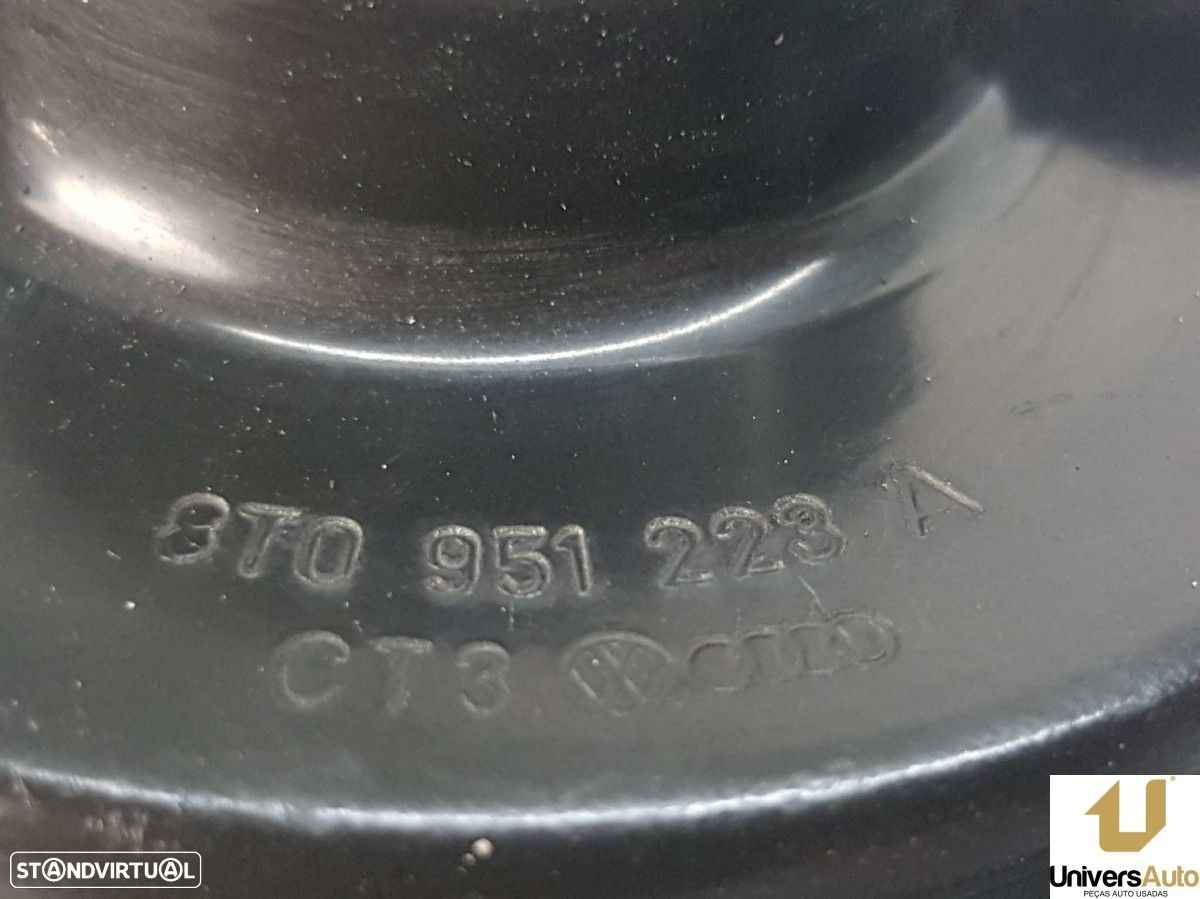 8T0 951 223 A
CT3
STANDVIRTUAL
UniversAuto
PEÇAS AUTO USADAS